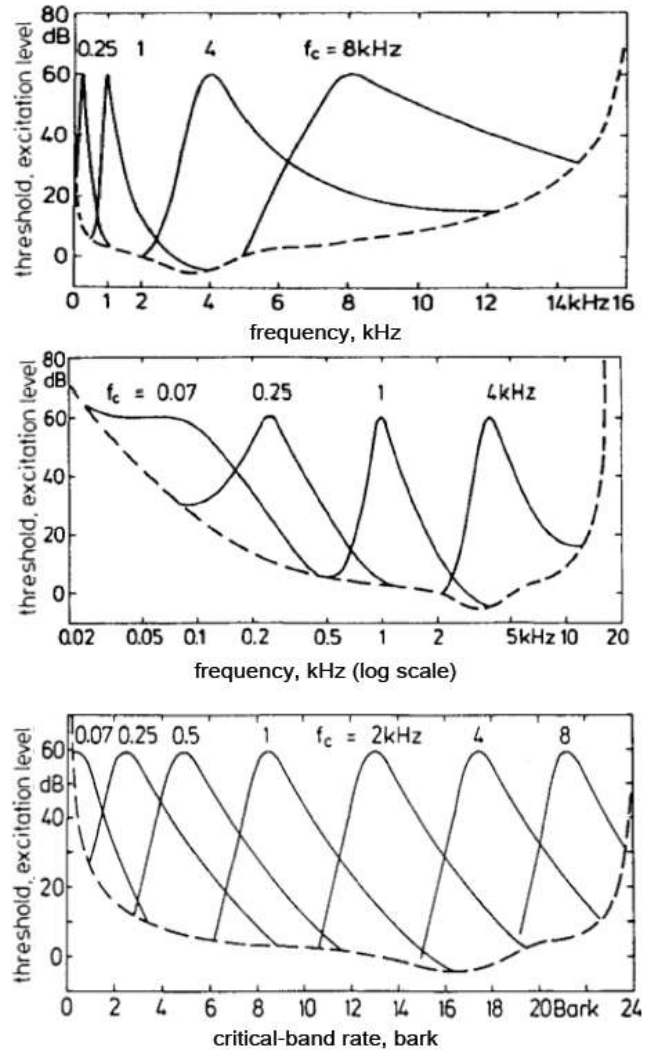 80
dB
0.25 1 4 f_c = 8kHz
60
40
20
0
threshold, excitation level
0 1 2 4 6 8 10 12 14kHz16
frequency, kHz
80
dB
f_c = 0.07 0.25 1 4kHz
60
40
20
0
threshold, excitation level
0.02 0.05 0.1 0.2 0.5 1 2 5kHz 10 20
frequency, kHz (log scale)
0.07 0.25 0.5 1 f_c = 2kHz 4 8
60
dB
40
20
0
threshold, excitation level
0 2 4 6 8 10 12 14 16 18 20Bark 24
critical-band rate, bark